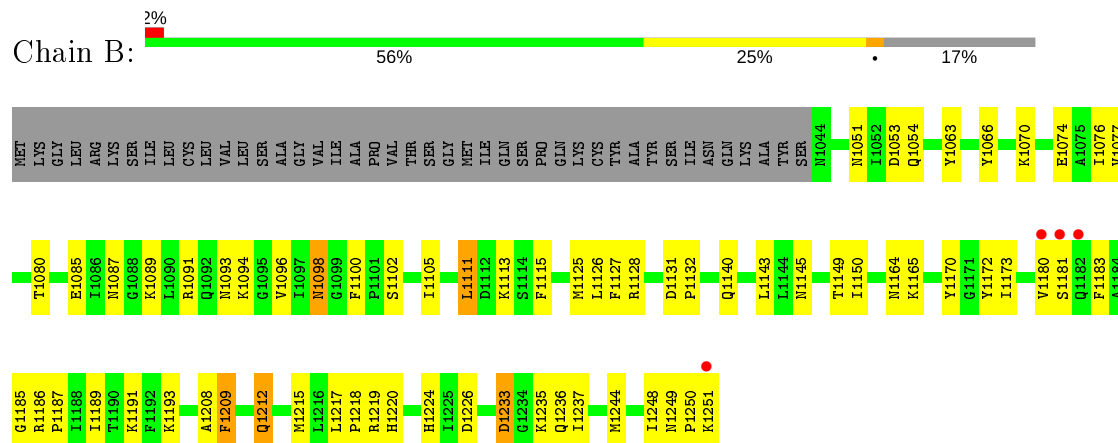 2%
Chain B:
56% 25% • 17%
MET LYS GLY LEU ARG LYS SER ILE LEU CYS LEU VAL LEU SER ALA GLY VAL ILE ALA PRO VAL THR SER GLY MET ILE GLN SER PRO GLN LYS CYS TYR ALA TYR SER ILE ASN GLN LYS ALA TYR SER N1044 N1051 I1052 D1053 Q1054 Y1063 Y1066 K1070 E1074 A1075 I1076 V1077
T1080 E1085 I1086 N1087 G1088 K1089 L1090 R1091 Q1092 N1093 K1094 G1095 V1096 I1097 N1098 G1099 F1100 P1101 S1102 I1105 L1111 D1112 K1113 S1114 F1115 M1125 L1126 F1127 R1128 D1131 P1132 Q1140 L1143 L1144 N1145 T1149 I1150 N1164 K1165 Y1170 G1171 Y1172 I1173 V1180 S1181 Q1182 F1183 A1184
G1185 R1186 P1187 I1188 I1189 T1190 K1191 F1192 K1193 A1208 F1209 Q1212 M1215 L1216 L1217 P1218 R1219 H1220 H1224 I1225 D1226 D1233 G1234 K1235 Q1236 I1237 M1244 I1248 N1249 P1250 K1251